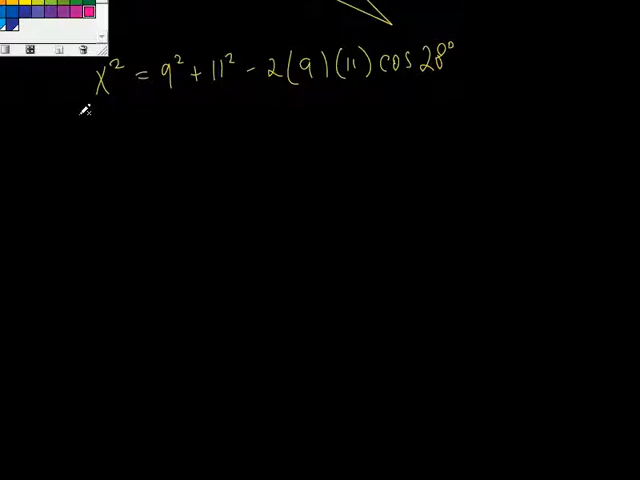 x² = 9² + 11² - 2(9)(11) cos 28°